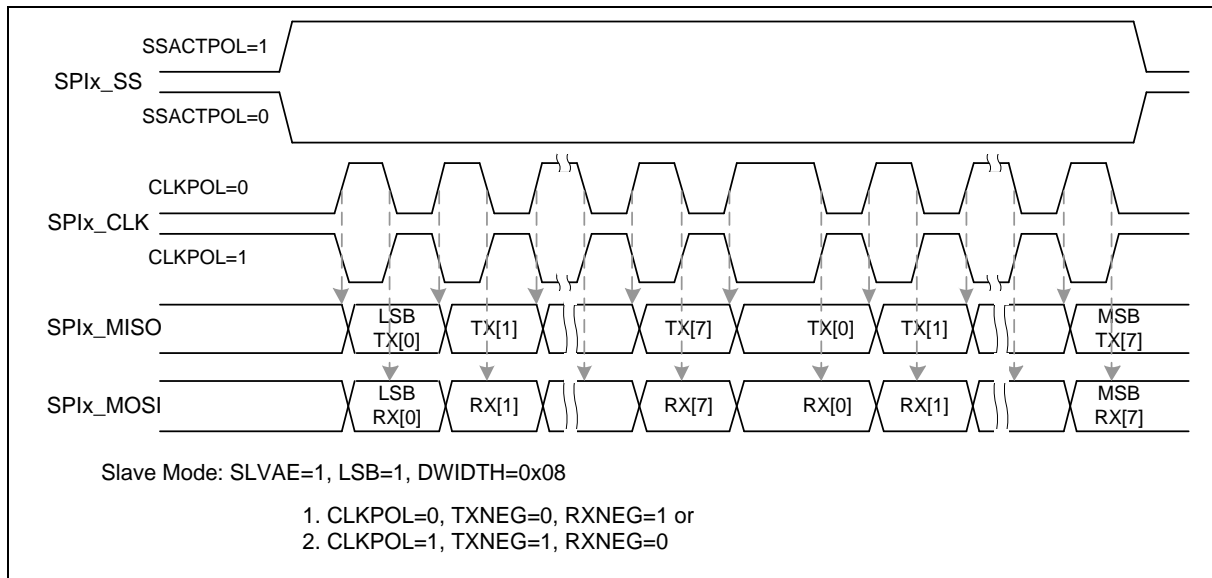 SSACTPOL=1
SPIx_SS
SSACTPOL=0
CLKPOL=0
SPIx_CLK
CLKPOL=1
SPIx_MISO
LSB
TX[0]
TX[1]
TX[7]
TX[0]
TX[1]
MSB
TX[7]
SPIx_MOSI
LSB
RX[0]
RX[1]
RX[7]
RX[0]
RX[1]
MSB
RX[7]
Slave Mode: SLVAE=1, LSB=1, DWIDTH=0x08
1. CLKPOL=0, TXNEG=0, RXNEG=1 or
2. CLKPOL=1, TXNEG=1, RXNEG=0